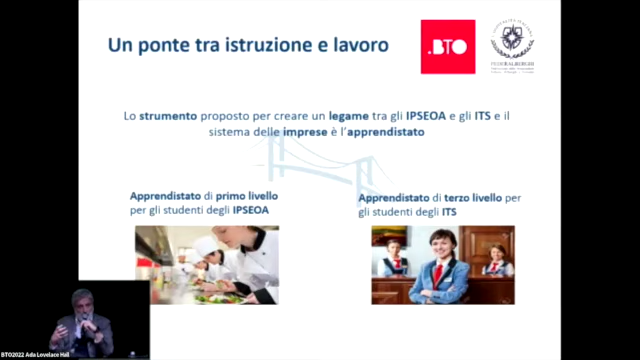 Un ponte tra istruzione e lavoro
.BTO
FEDERALBERGHI
Lo strumento proposto per creare un legame tra gli IPSEOA e gli ITS e il
sistema delle imprese è l'apprendistato
Apprendistato di primo livello
per gli studenti degli IPSEOA
Apprendistato di terzo livello per
gli studenti degli ITS
BTO2022 Ada Lovelace Hall